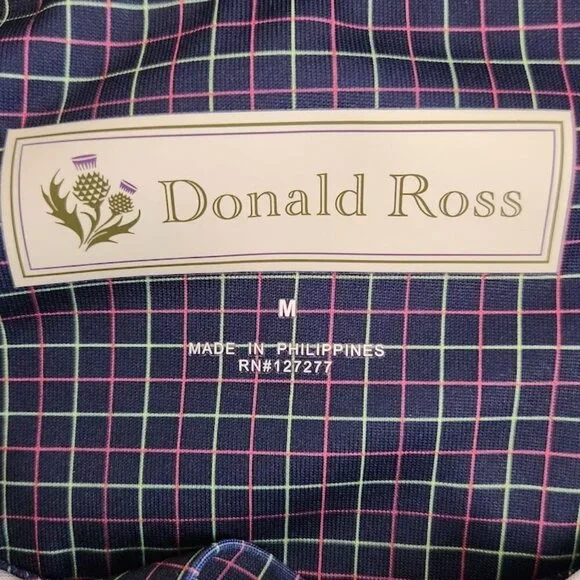 Donald Ross
M
MADE IN PHILIPPINES
RN#127277